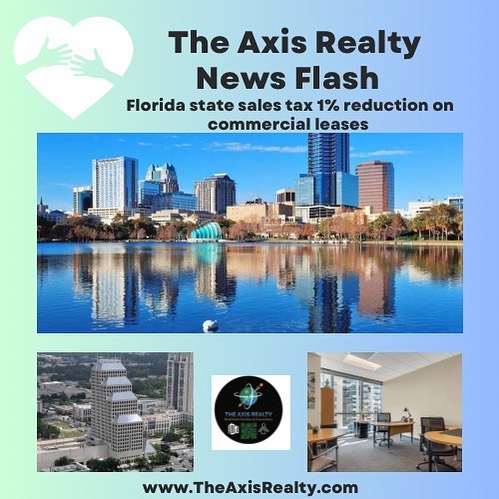 The Axis Realty
News Flash
Florida state sales tax 1% reduction on
commercial leases
THE AXIS REALTY
www.TheAxisRealty.com